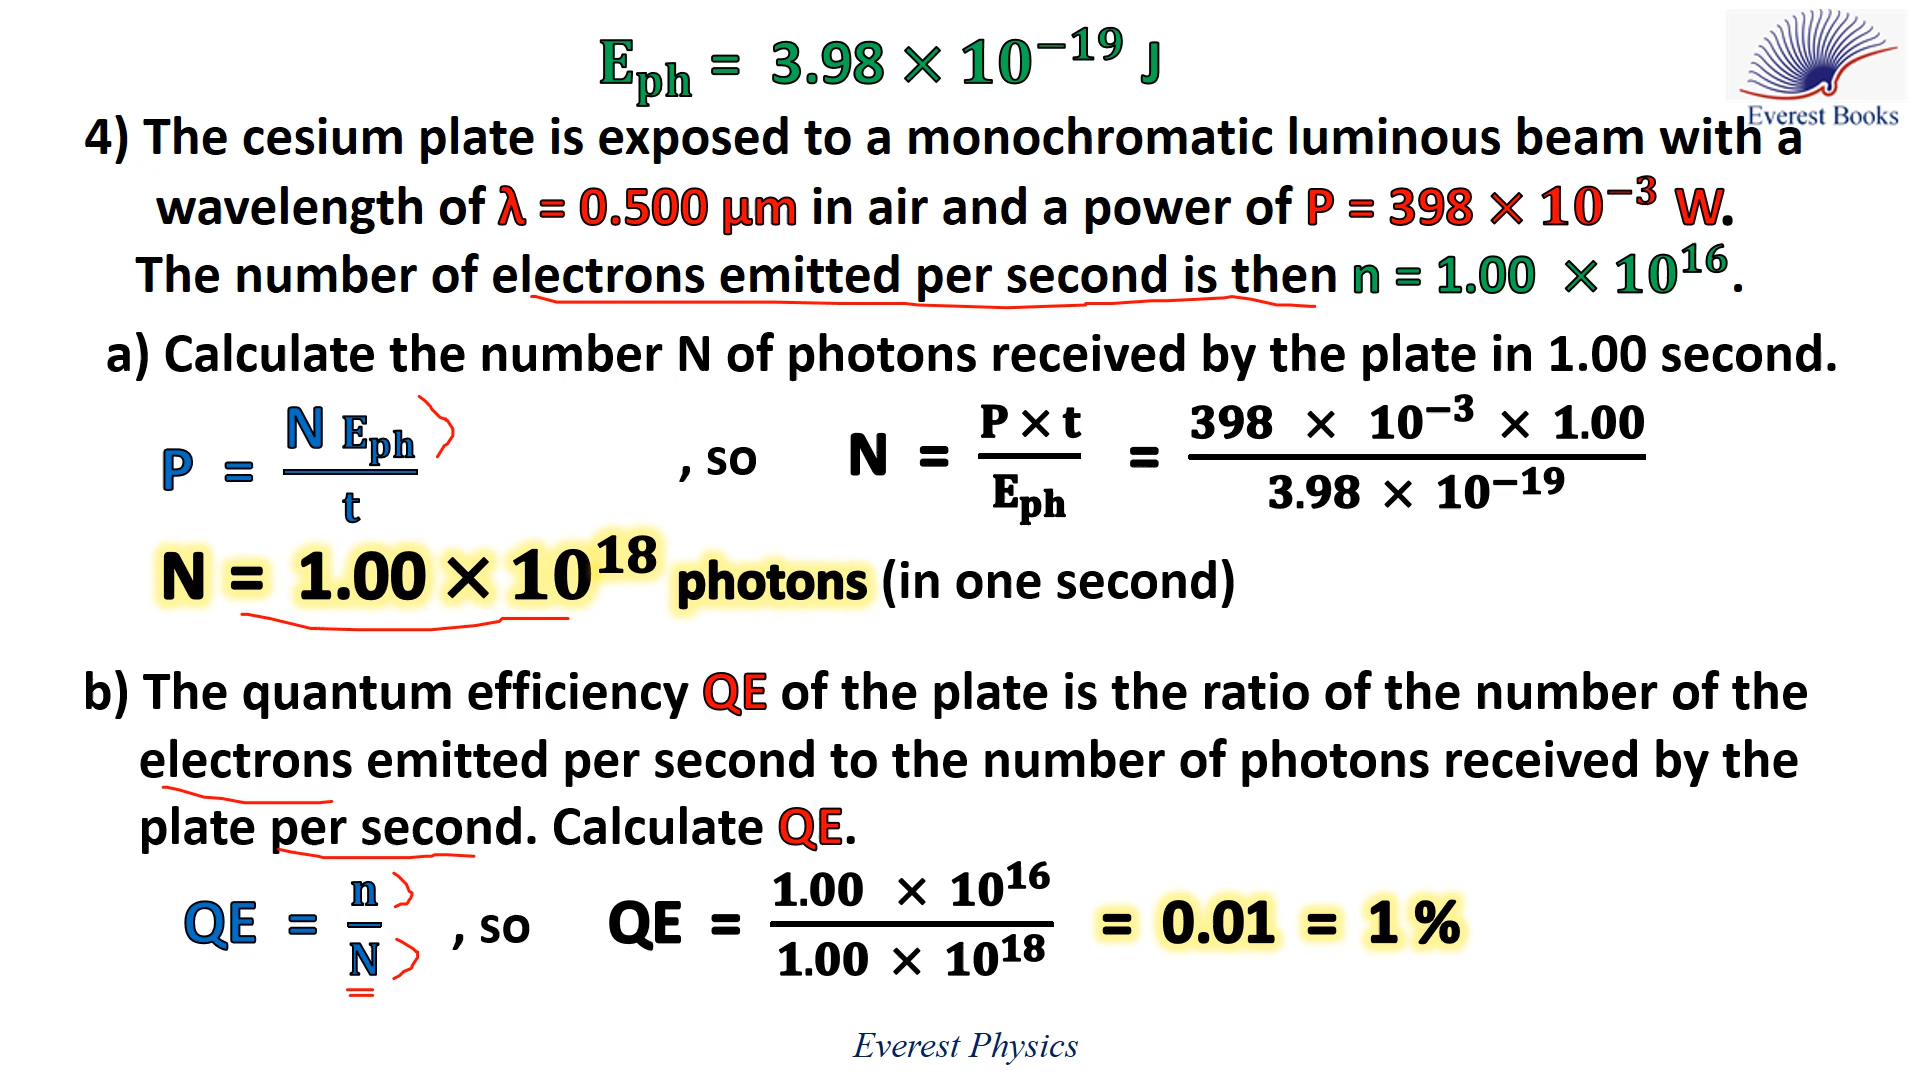 E_ph = 3.98 × 10⁻¹⁹ J
Everest Books
4) The cesium plate is exposed to a monochromatic luminous beam with a
wavelength of λ = 0.500 μm in air and a power of P = 398 × 10⁻³ W.
The number of electrons emitted per second is then n = 1.00 × 10¹⁶.
a) Calculate the number N of photons received by the plate in 1.00 second.
P = N E_ph / t , so N = P × t / E_ph = 398 × 10⁻³ × 1.00 / 3.98 × 10⁻¹⁹
N = 1.00 × 10¹⁸ photons (in one second)
b) The quantum efficiency QE of the plate is the ratio of the number of the
electrons emitted per second to the number of photons received by the
plate per second. Calculate QE.
QE = n / N , so QE = 1.00 × 10¹⁶ / 1.00 × 10¹⁸ = 0.01 = 1 %
Everest Physics